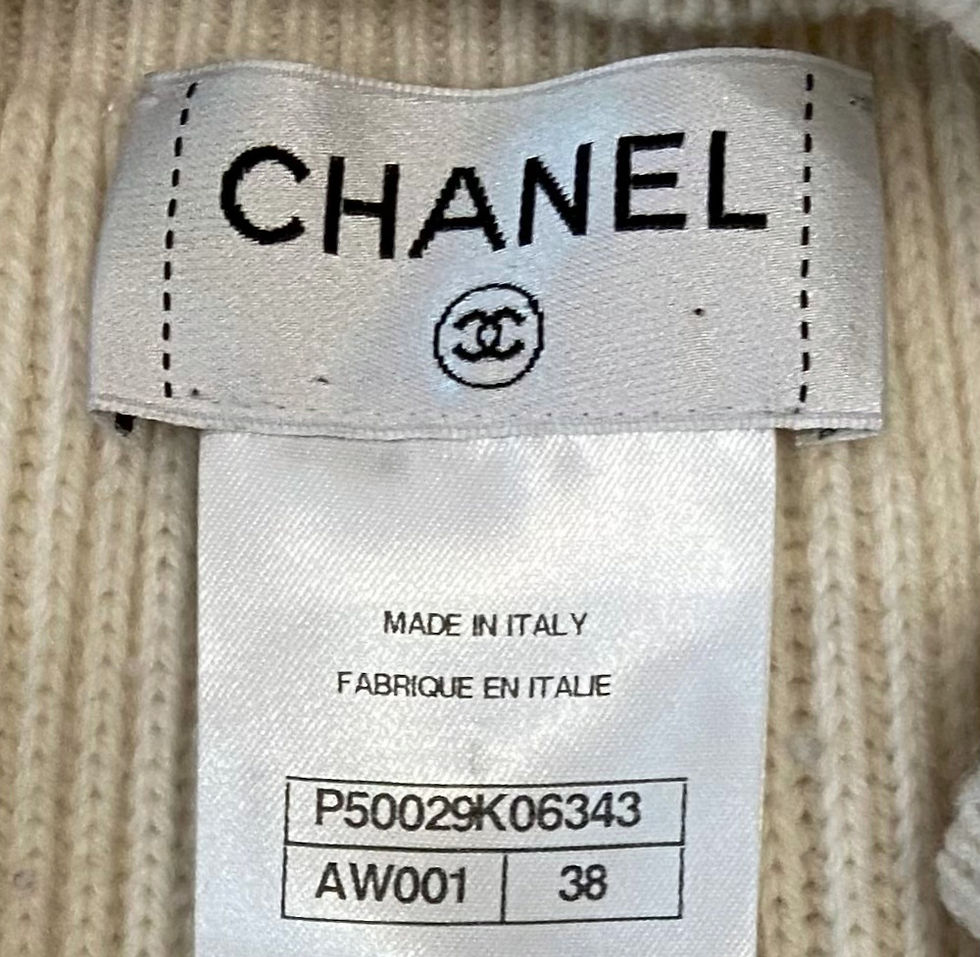 CHANEL
MADE IN ITALY
FABRIQUE EN ITALIE
P50029K06343
AW001 38